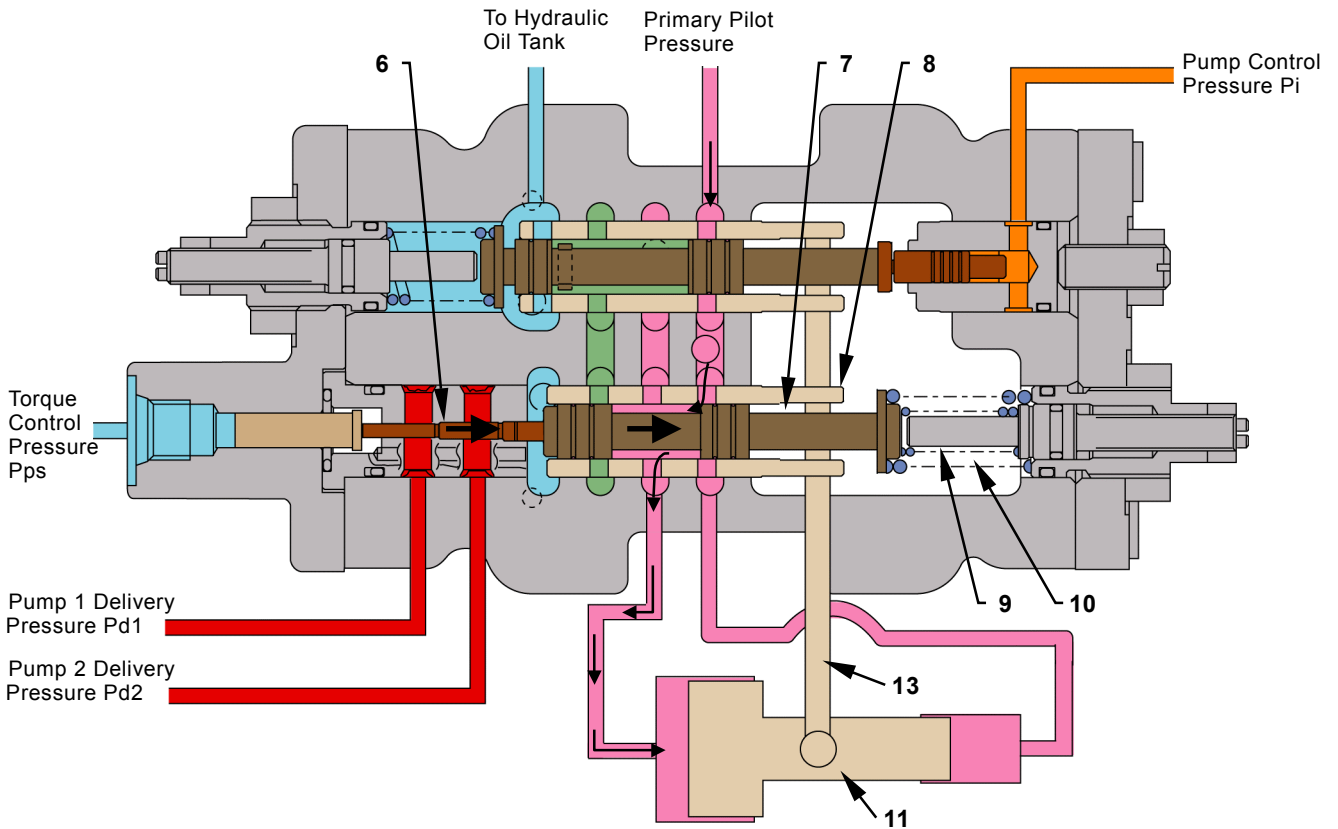 To Hydraulic
Oil Tank
Primary Pilot
Pressure
6
7
8
Pump Control
Pressure Pi
Torque
Control
Pressure
Pps
Pump 1 Delivery
Pressure Pd1
9
10
Pump 2 Delivery
Pressure Pd2
13
11